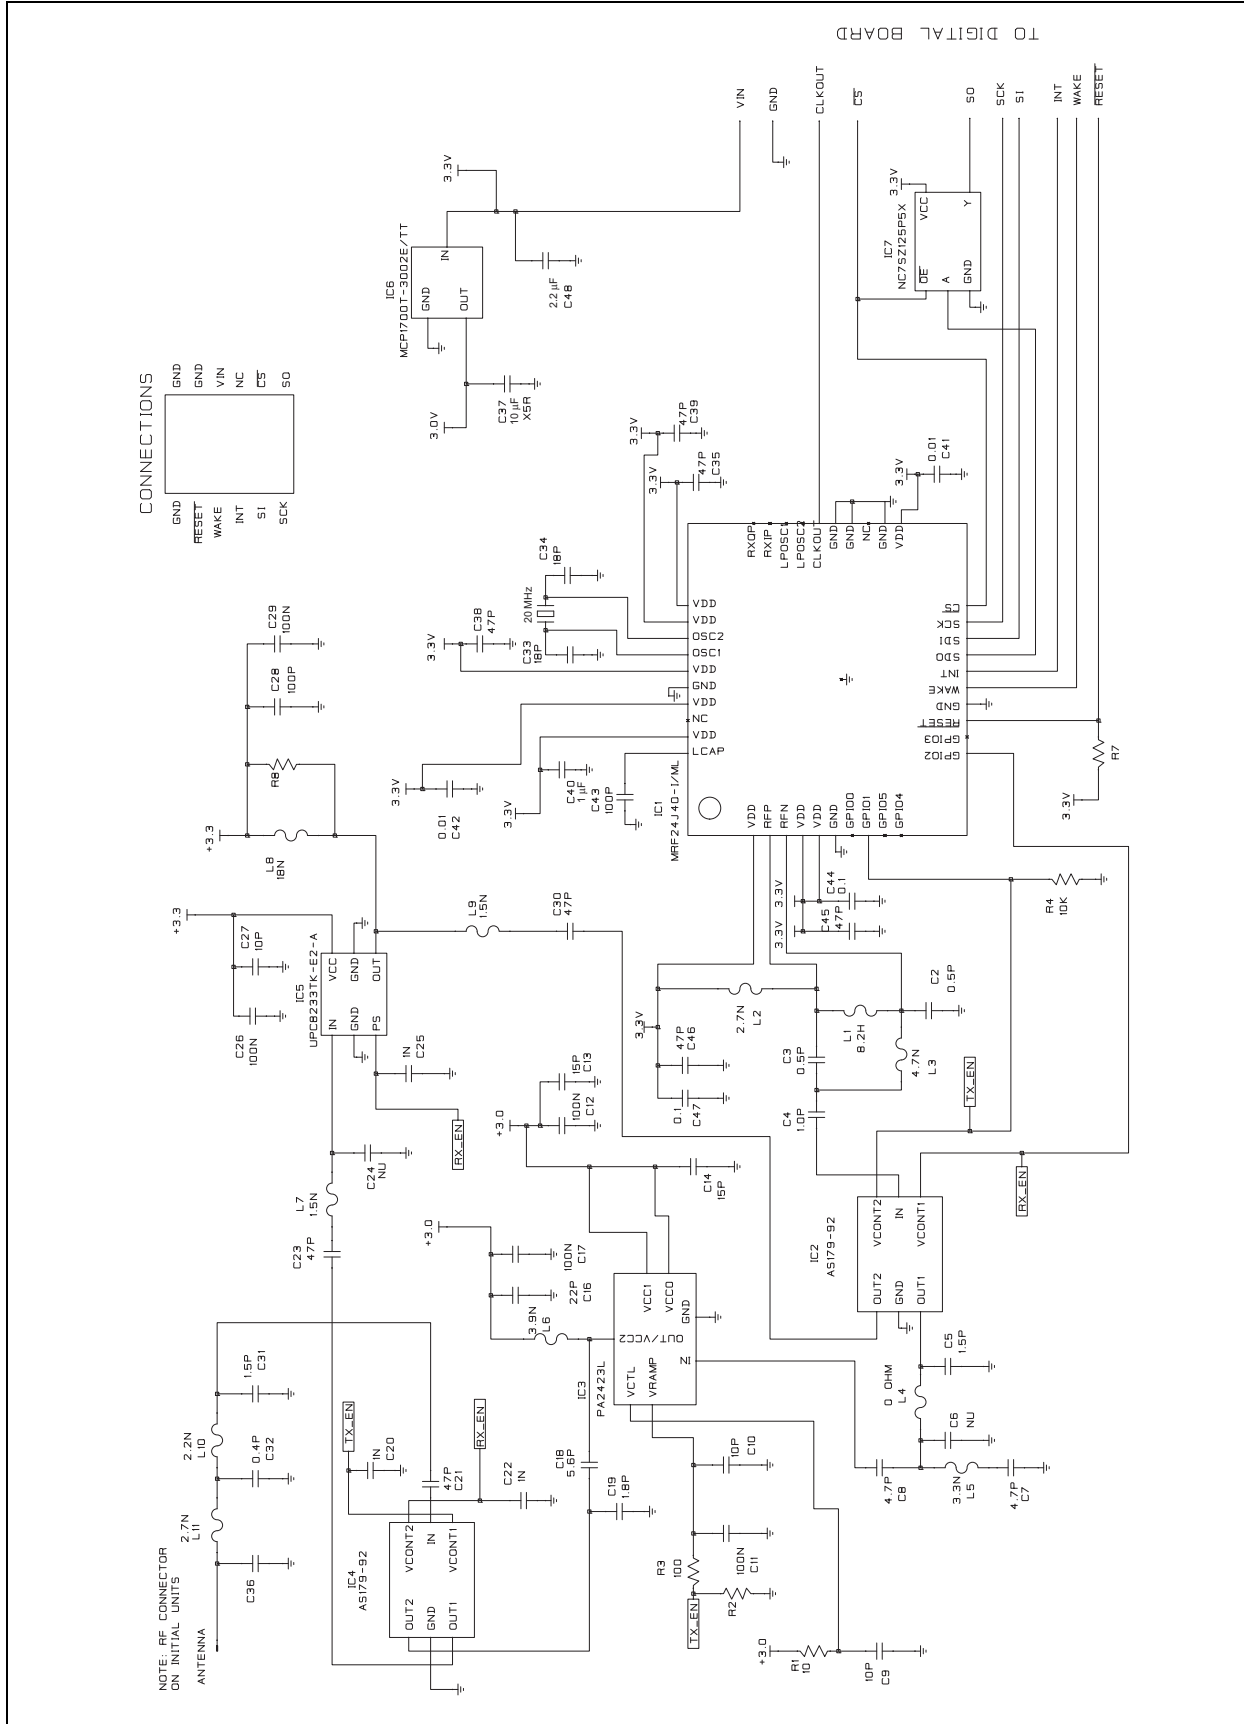 TO DIGITAL BOARD
VIN
GND
CLKOUT
CS
SO
SCK
SI
INT
WAKE
RESET
CONNECTIONS
GND
GND
VIN
NC
CS
SO
GND
RESET
WAKE
INT
SI
SCK
3.3V
IC6
MCP1700T-3002E/TT
IN
GND
OUT
2.2 µF
C48
C37
10 µF
X5R
3.0V
3.3V
IC7
NC7SZ125P5X
VCC
Y
OE
A
GND
3.3V
47P
C39
3.3V
47P
C35
C34
18P
20 MHz
C33
18P
3.3V
C38
47P
3.3V
0.01
C42
3.3V
C40
1 µF
C43
100P
3.3V
0.01
C41
IC1
MRF24J40-I/ML
RXQP
RXIP
LPOSC1
LPOSC2
CLKOUT
GND
GND
NC
GND
VDD
VDD
VDD
OSC2
OSC1
VDD
GND
VDD
NC
VDD
LCAP
CS
SCK
SDI
SDO
INT
WAKE
GND
RESET
GPIO3
GPIO2
VDD
RFP
RFN
VDD
VDD
GND
GPIO0
GPIO1
GPIO5
GPIO4
R7
3.3V
R4
10K
3.3V
C44
0.1
3.3V
C45
47P
C29
100N
C28
100P
R8
+3.3
L8
18N
+3.3
C27
10P
C26
100N
IC5
UPC8233TK-E2-A
VCC
GND
OUT
IN
GND
PS
1N
C25
RX_EN
L9
1.5N
C30
47P
C24
NU
L7
1.5N
C23
47P
3.3V
2.7N
L2
L1
8.2H
C2
0.5P
4.7N
L3
C3
0.5P
C4
1.0P
47P
C46
0.1
C47
TX_EN
RX_EN
+3.0
15P
C13
100N
C12
C14
15P
+3.0
100N
C17
22P
C16
3.9N
L6
IC3
PA2423L
VCC1
VCC0
GND
OUT/VCC2
VCTL
VRAMP
IN
IC2
AS179-92
VCONT2
IN
VCONT1
OUT2
GND
OUT1
C5
1.5P
0 OHM
L4
C6
NU
3.3N
L5
4.7P
C7
4.7P
C8
1.5P
C31
2.2N
L10
0.4P
C32
2.7N
L11
C36
NOTE: RF CONNECTOR
ON INITIAL UNITS
ANTENNA
TX_EN
1N
C20
47P
C21
RX_EN
C22
1N
IC4
AS179-92
VCONT2
IN
VCONT1
OUT2
GND
OUT1
C18
5.6P
C19
1.8P
10P
C10
100N
C11
R3
100
R2
TX_EN
+3.0
R1
10
10P
C9